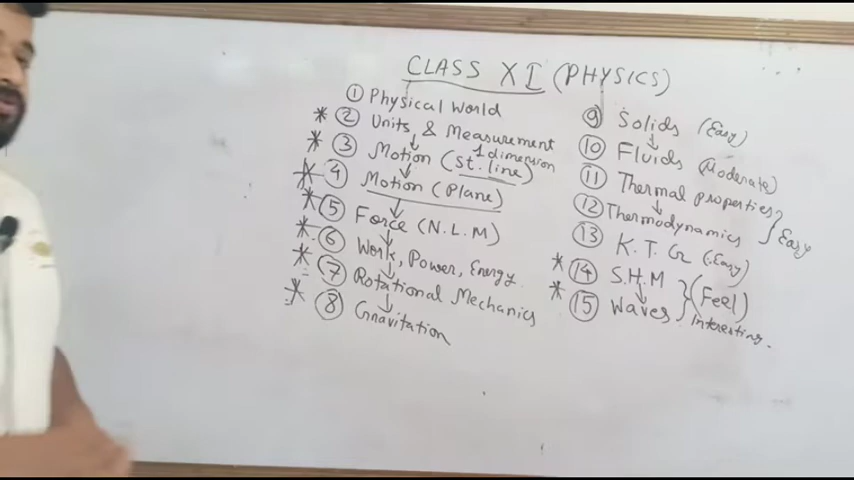 CLASS XI (PHYSICS)
① Physical World
* ② Units & Measurement
* ③ Motion (St. line) 1 dimension
* ④ Motion (Plane)
* ⑤ Force (N.L.M)
* ⑥ Work, Power, Energy
* ⑦ Rotational Mechanics
* ⑧ Gravitation
⑨ Solids (Easy)
⑩ Fluids (Moderate)
⑪ Thermal properties
⑫ Thermodynamics } Easy
⑬ K.T.G (Easy)
* ⑭ S.H.M
* ⑮ Waves } (Feel)
Interesting.